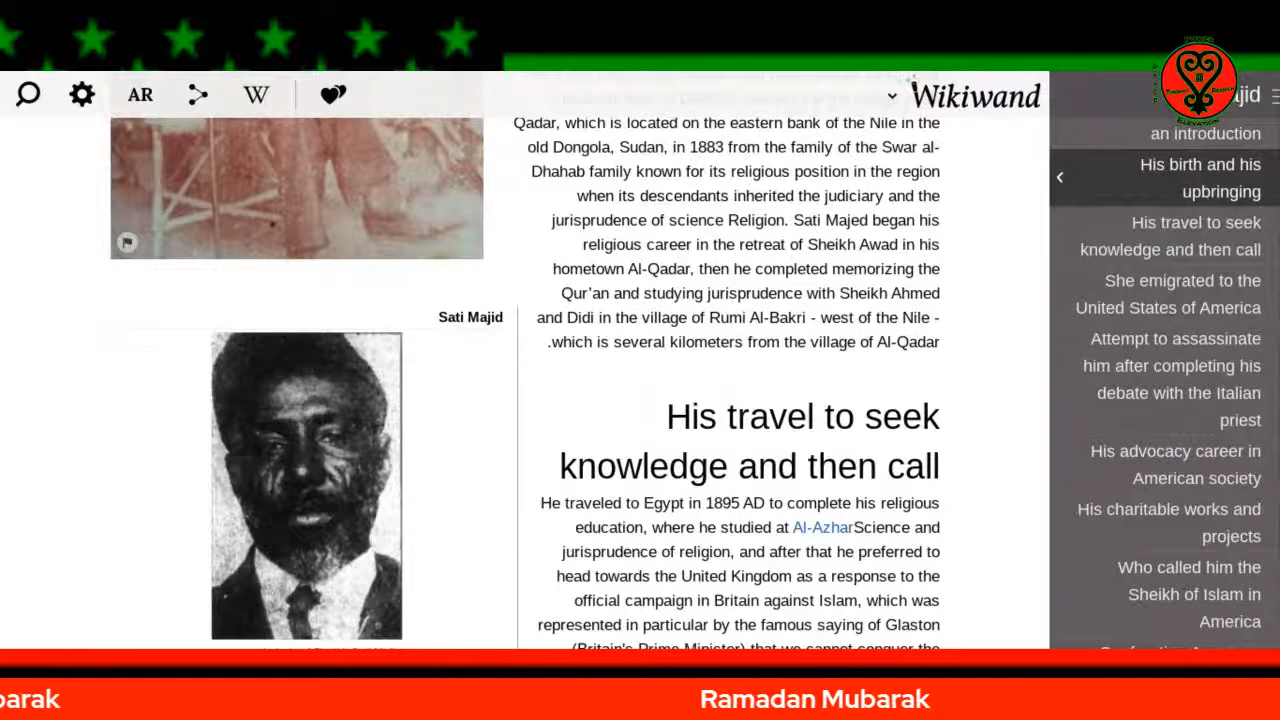 AR
W
Wikiwand
jid
ELEVATION
Qadar, which is located on the eastern bank of the Nile in the
old Dongola, Sudan, in 1883 from the family of the Swar al-
Dhahab family known for its religious position in the region
when its descendants inherited the judiciary and the
jurisprudence of science Religion. Sati Majed began his
religious career in the retreat of Sheikh Awad in his
hometown Al-Qadar, then he completed memorizing the
Qur'an and studying jurisprudence with Sheikh Ahmed
and Didi in the village of Rumi Al-Bakri - west of the Nile -
.which is several kilometers from the village of Al-Qadar
Sati Majid
His travel to seek
knowledge and then call
He traveled to Egypt in 1895 AD to complete his religious
education, where he studied at Al-AzharScience and
jurisprudence of religion, and after that he preferred to
head towards the United Kingdom as a response to the
official campaign in Britain against Islam, which was
represented in particular by the famous saying of Glaston
(Britain's Prime Minister) that we cannot conquer the
an introduction
His birth and his
upbringing
His travel to seek
knowledge and then call
She emigrated to the
United States of America
Attempt to assassinate
him after completing his
debate with the Italian
priest
His advocacy career in
American society
His charitable works and
projects
Who called him the
Sheikh of Islam in
America
barak
Ramadan Mubarak